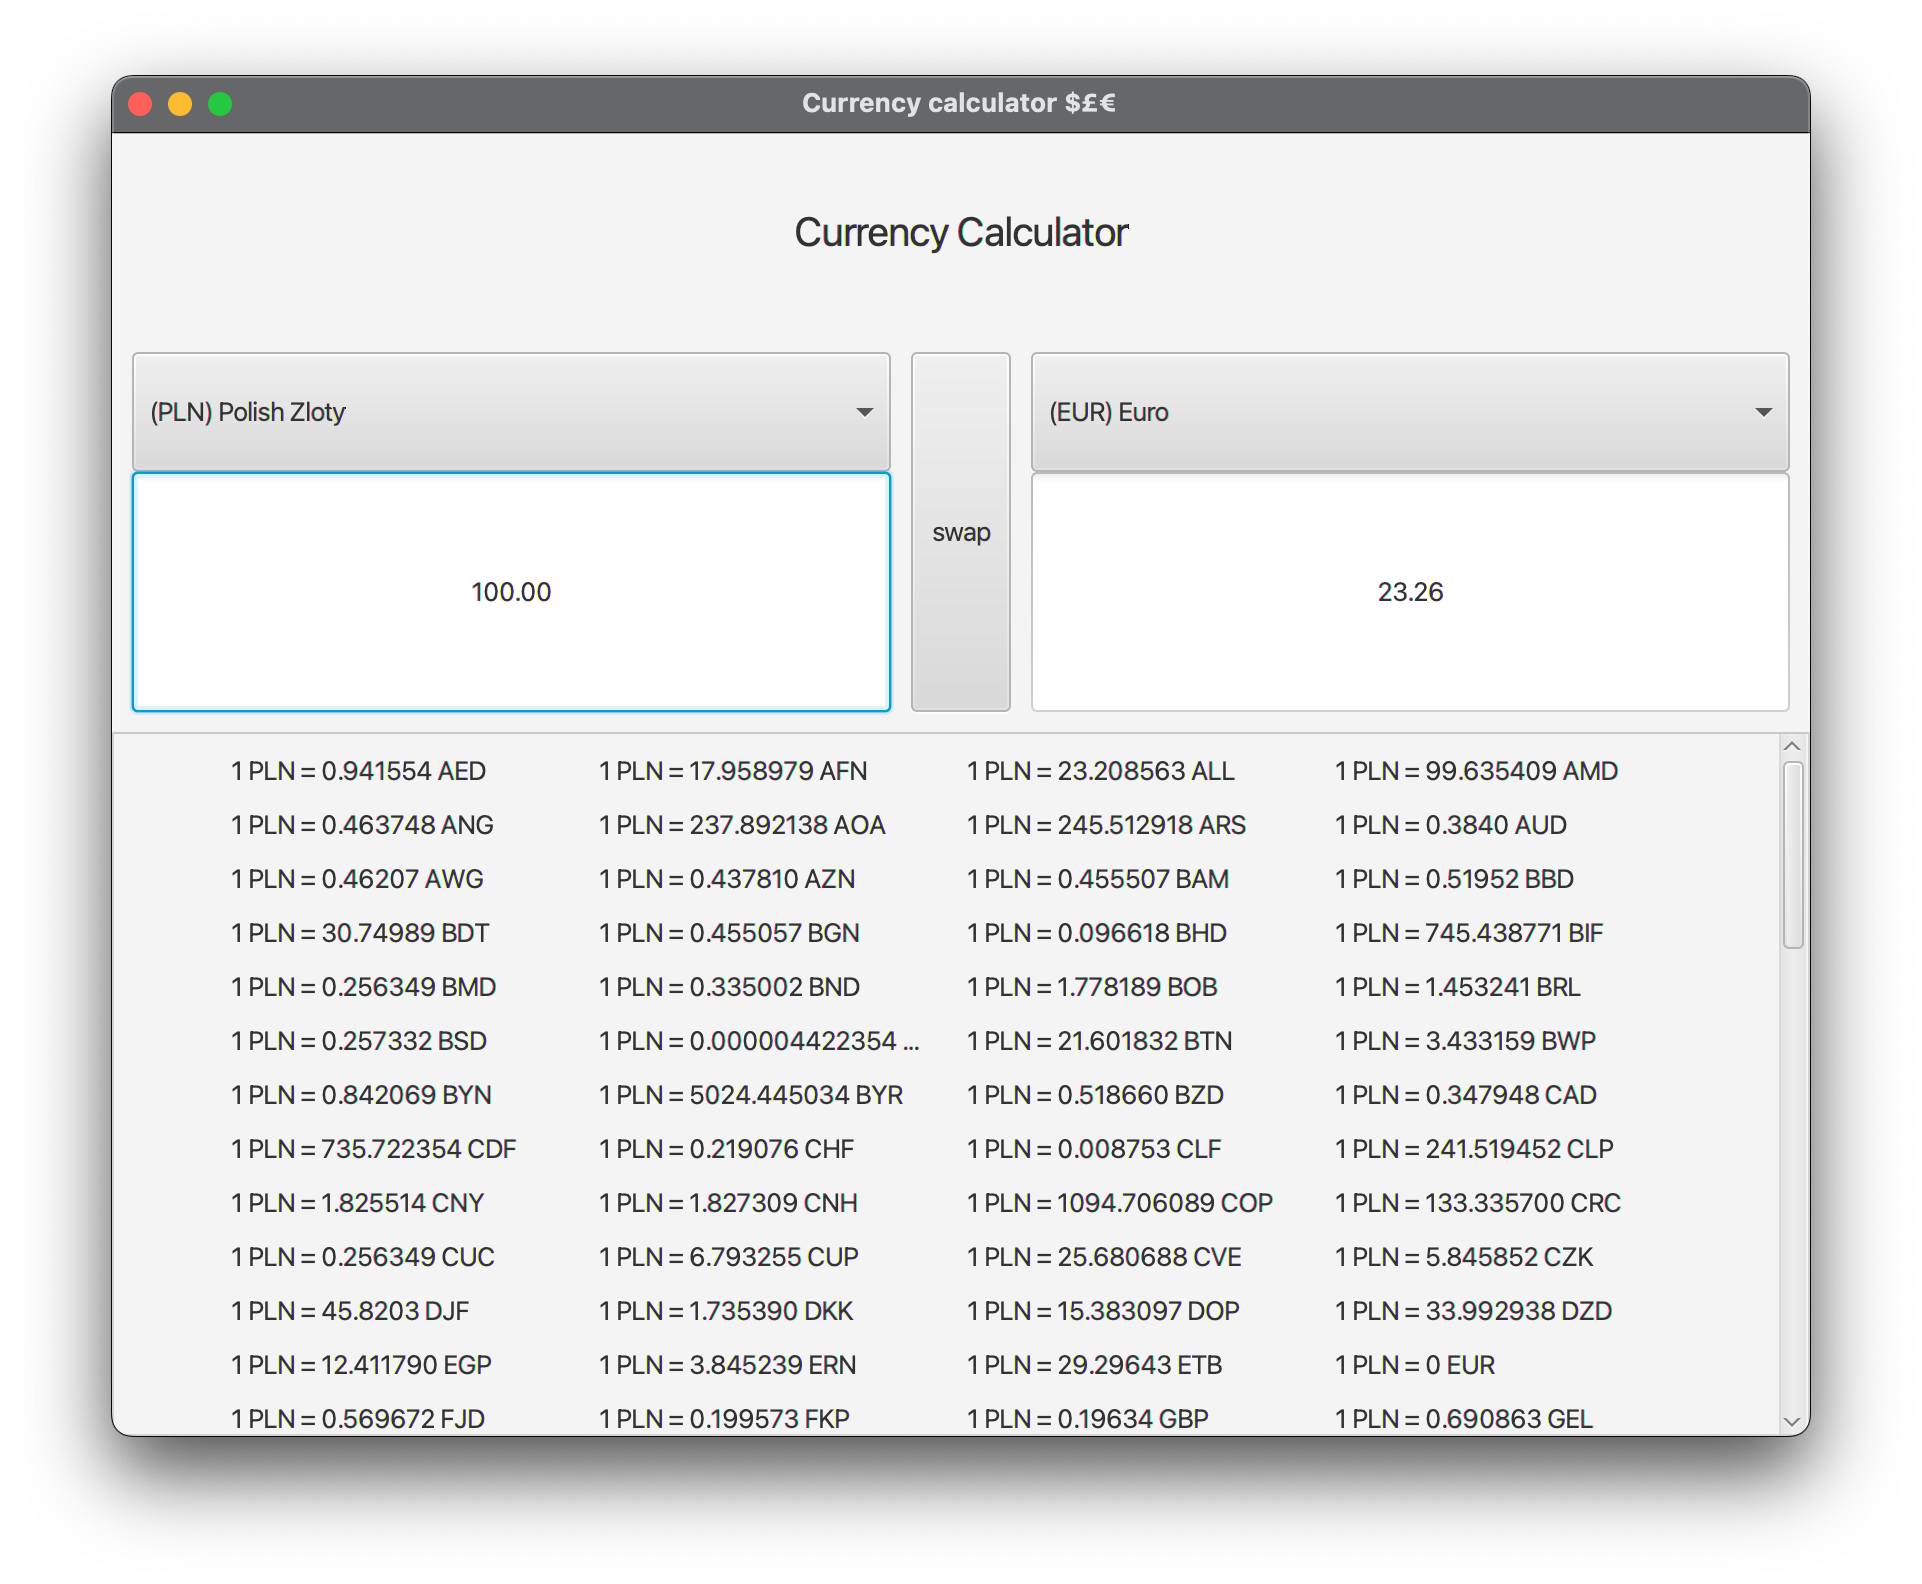 Currency calculator $£€
Currency Calculator
(PLN) Polish Zloty
(EUR) Euro
swap
100.00
23.26
1 PLN = 0.941554 AED 1 PLN = 17.958979 AFN 1 PLN = 23.208563 ALL 1 PLN = 99.635409 AMD
1 PLN = 0.463748 ANG 1 PLN = 237.892138 AOA 1 PLN = 245.512918 ARS 1 PLN = 0.3840 AUD
1 PLN = 0.46207 AWG 1 PLN = 0.437810 AZN 1 PLN = 0.455507 BAM 1 PLN = 0.51952 BBD
1 PLN = 30.74989 BDT 1 PLN = 0.455057 BGN 1 PLN = 0.096618 BHD 1 PLN = 745.438771 BIF
1 PLN = 0.256349 BMD 1 PLN = 0.335002 BND 1 PLN = 1.778189 BOB 1 PLN = 1.453241 BRL
1 PLN = 0.257332 BSD 1 PLN = 0.000004422354 ... 1 PLN = 21.601832 BTN 1 PLN = 3.433159 BWP
1 PLN = 0.842069 BYN 1 PLN = 5024.445034 BYR 1 PLN = 0.518660 BZD 1 PLN = 0.347948 CAD
1 PLN = 735.722354 CDF 1 PLN = 0.219076 CHF 1 PLN = 0.008753 CLF 1 PLN = 241.519452 CLP
1 PLN = 1.825514 CNY 1 PLN = 1.827309 CNH 1 PLN = 1094.706089 COP 1 PLN = 133.335700 CRC
1 PLN = 0.256349 CUC 1 PLN = 6.793255 CUP 1 PLN = 25.680688 CVE 1 PLN = 5.845852 CZK
1 PLN = 45.8203 DJF 1 PLN = 1.735390 DKK 1 PLN = 15.383097 DOP 1 PLN = 33.992938 DZD
1 PLN = 12.411790 EGP 1 PLN = 3.845239 ERN 1 PLN = 29.29643 ETB 1 PLN = 0 EUR
1 PLN = 0.569672 FJD 1 PLN = 0.199573 FKP 1 PLN = 0.19634 GBP 1 PLN = 0.690863 GEL